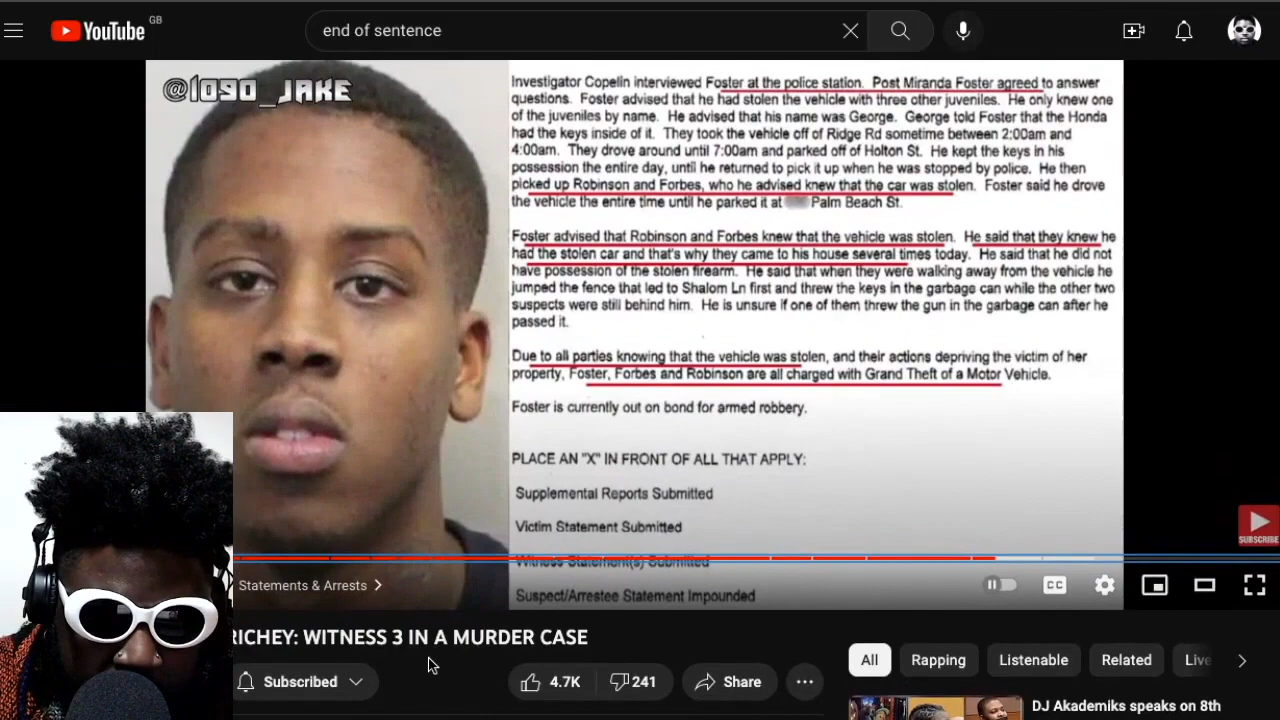 GB
YouTube
end of sentence
@1090_JAKE
Investigator Copelin interviewed Foster at the police station. Post Miranda Foster agreed to answer
questions. Foster advised that he had stolen the vehicle with three other juveniles. He only knew one
of the juveniles by name. He advised that his name was George. George told Foster that the Honda
had the keys inside of it. They took the vehicle off of Ridge Rd sometime between 2:00am and
4:00am. They drove around until 7:00am and parked off of Holton St. He kept the keys in his
possession the entire day, until he returned to pick it up when he was stopped by police. He then
picked up Robinson and Forbes, who he advised knew that the car was stolen. Foster said he drove
the vehicle the entire time until he parked it at Palm Beach St.
Foster advised that Robinson and Forbes knew that the vehicle was stolen. He said that they knew he
had the stolen car and that's why they came to his house several times today. He said that he did not
have possession of the stolen firearm. He said that when they were walking away from the vehicle he
jumped the fence that led to Shalom Ln first and threw the keys in the garbage can while the other two
suspects were still behind him. He is unsure if one of them threw the gun in the garbage can after he
passed it.
Due to all parties knowing that the vehicle was stolen, and their actions depriving the victim of her
property, Foster, Forbes and Robinson are all charged with Grand Theft of a Motor Vehicle.
Foster is currently out on bond for armed robbery.
PLACE AN "X" IN FRONT OF ALL THAT APPLY:
Supplemental Reports Submitted
Victim Statement Submitted
Witness Statement(s) Submitted
Suspect/Arrestee Statement Impounded
SUBSCRIBE
Statements & Arrests
CC
RICHEY: WITNESS 3 IN A MURDER CASE
Subscribed
4.7K
241
Share
All
Rapping
Listenable
Related
Live
DJ Akademiks speaks on 8th